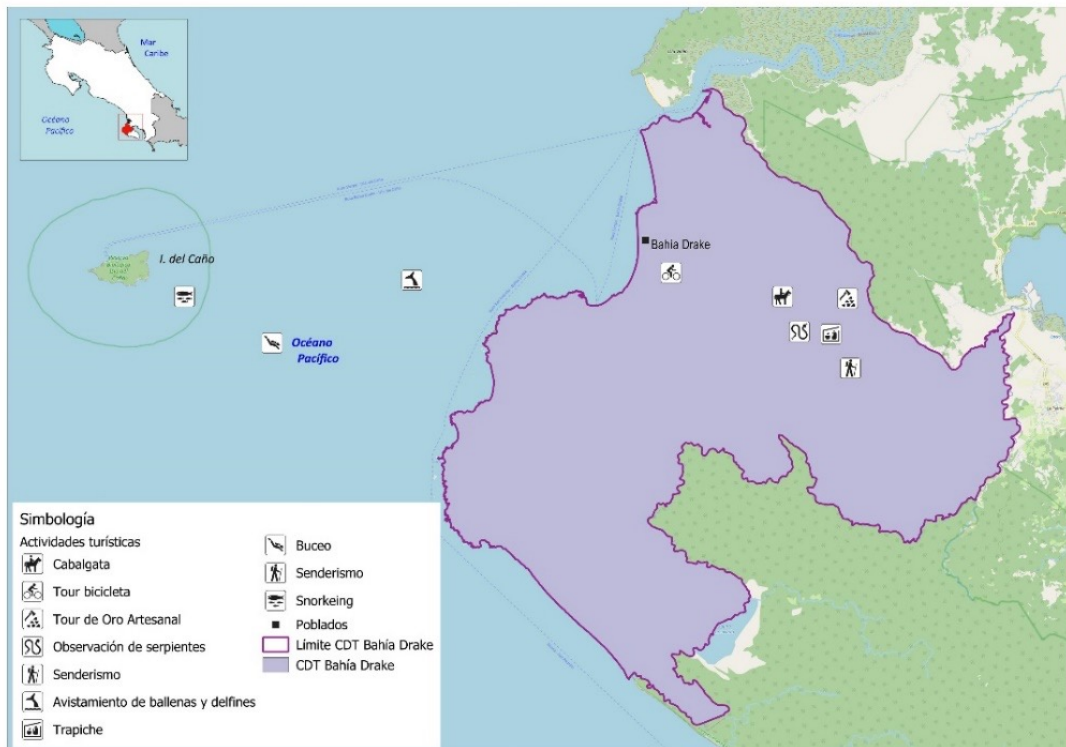 Mar
Caribe
Océano
Pacífico
I. del Caño
Bahía Drake
Océano
Pacífico
Simbología
Actividades turísticas
Cabalgata
Tour bicicleta
Tour de Oro Artesanal
Observación de serpientes
Senderismo
Avistamiento de ballenas y delfines
Trapiche
Buceo
Senderismo
Snorkeing
Poblados
Límite CDT Bahía Drake
CDT Bahía Drake